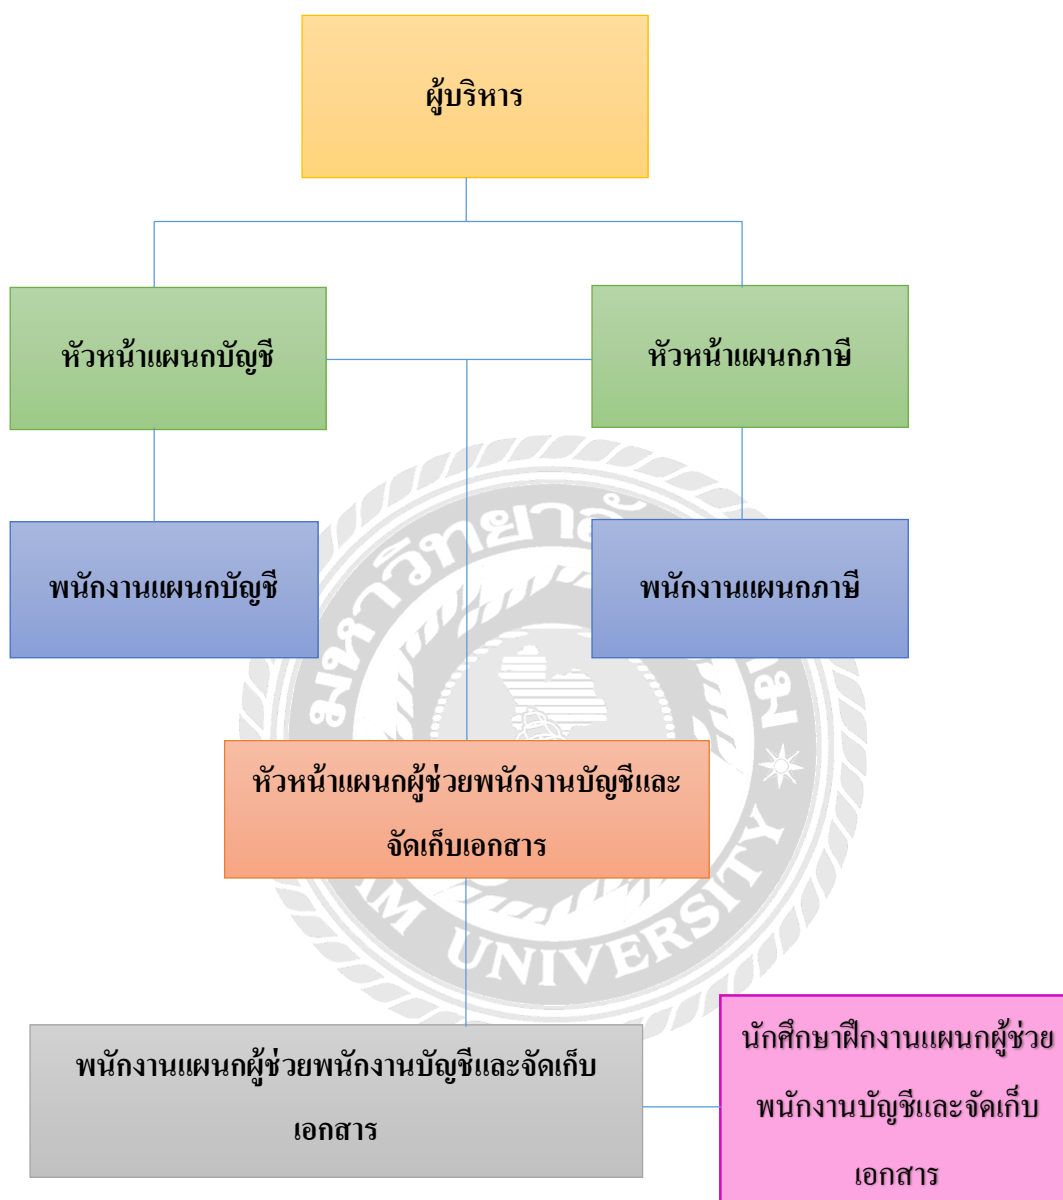 ผู้บริหาร
หัวหน้าแผนกบัญชี
หัวหน้าแผนกภาษี
พนักงานแผนกบัญชี
พนักงานแผนกภาษี
หัวหน้าแผนกผู้ช่วยพนักงานบัญชีและ
จัดเก็บเอกสาร
พนักงานแผนกผู้ช่วยพนักงานบัญชีและจัดเก็บ
เอกสาร
นักศึกษาฝึกงานแผนกผู้ช่วย
พนักงานบัญชีและจัดเก็บ
เอกสาร
มหาวิทยาลั
UNIVERSITY